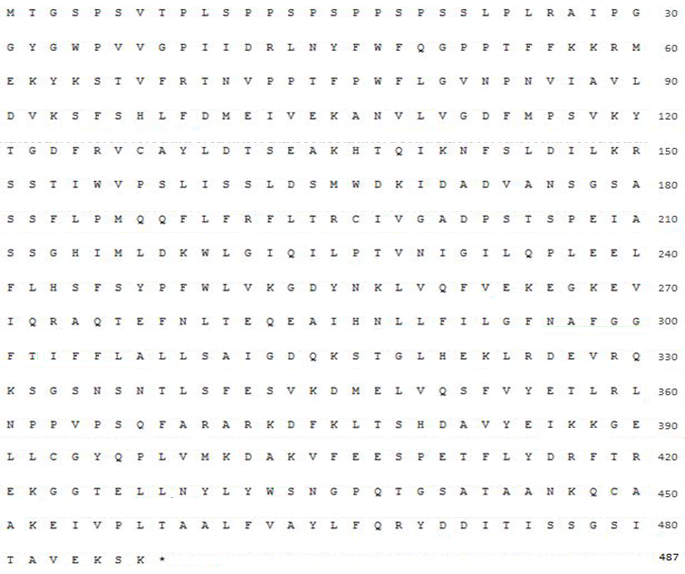 M T G S P S V T P L S P P S P S P P S P S S L P L R A I P G 30
G Y G W P V V G P I I D R L N Y F W F Q G P P T F F K K R M 60
E K Y K S T V F R T N V P P T F P W F L G V N P N V I A V L 90
D V K S F S H L F D M E I V E K A N V L V G D F M P S V K Y 120
T G D F R V C A Y L D T S E A K H T Q I K N F S L D I L K R 150
S S T I W V P S L I S S L D S M W D K I D A D V A N S G S A 180
S S F L P M Q Q F L F R F L T R C I V G A D P S T S P E I A 210
S S G H I M L D K W L G I Q I L P T V N I G I L Q P L E E L 240
F L H S F S Y P F W L V K G D Y N K L V Q F V E K E G K E V 270
I Q R A Q T E F N L T E Q E A I H N L L F I L G F N A F G G 300
F T I F F L A L L S A I G D Q K S T G L H E K L R D E V R Q 330
K S G S N S N T L S F E S V K D M E L V Q S F V Y E T L R L 360
N P P V P S Q F A R A R K D F K L T S H D A V Y E I K K G E 390
L L C G Y Q P L V M K D A K V F E E S P E T F L Y D R F T R 420
E K G G T E L L N Y L Y W S N G P Q T G S A T A A N K Q C A 450
A K E I V P L T A A L F V A Y L F Q R Y D D I T I S S G S I 480
T A V E K S K * 487